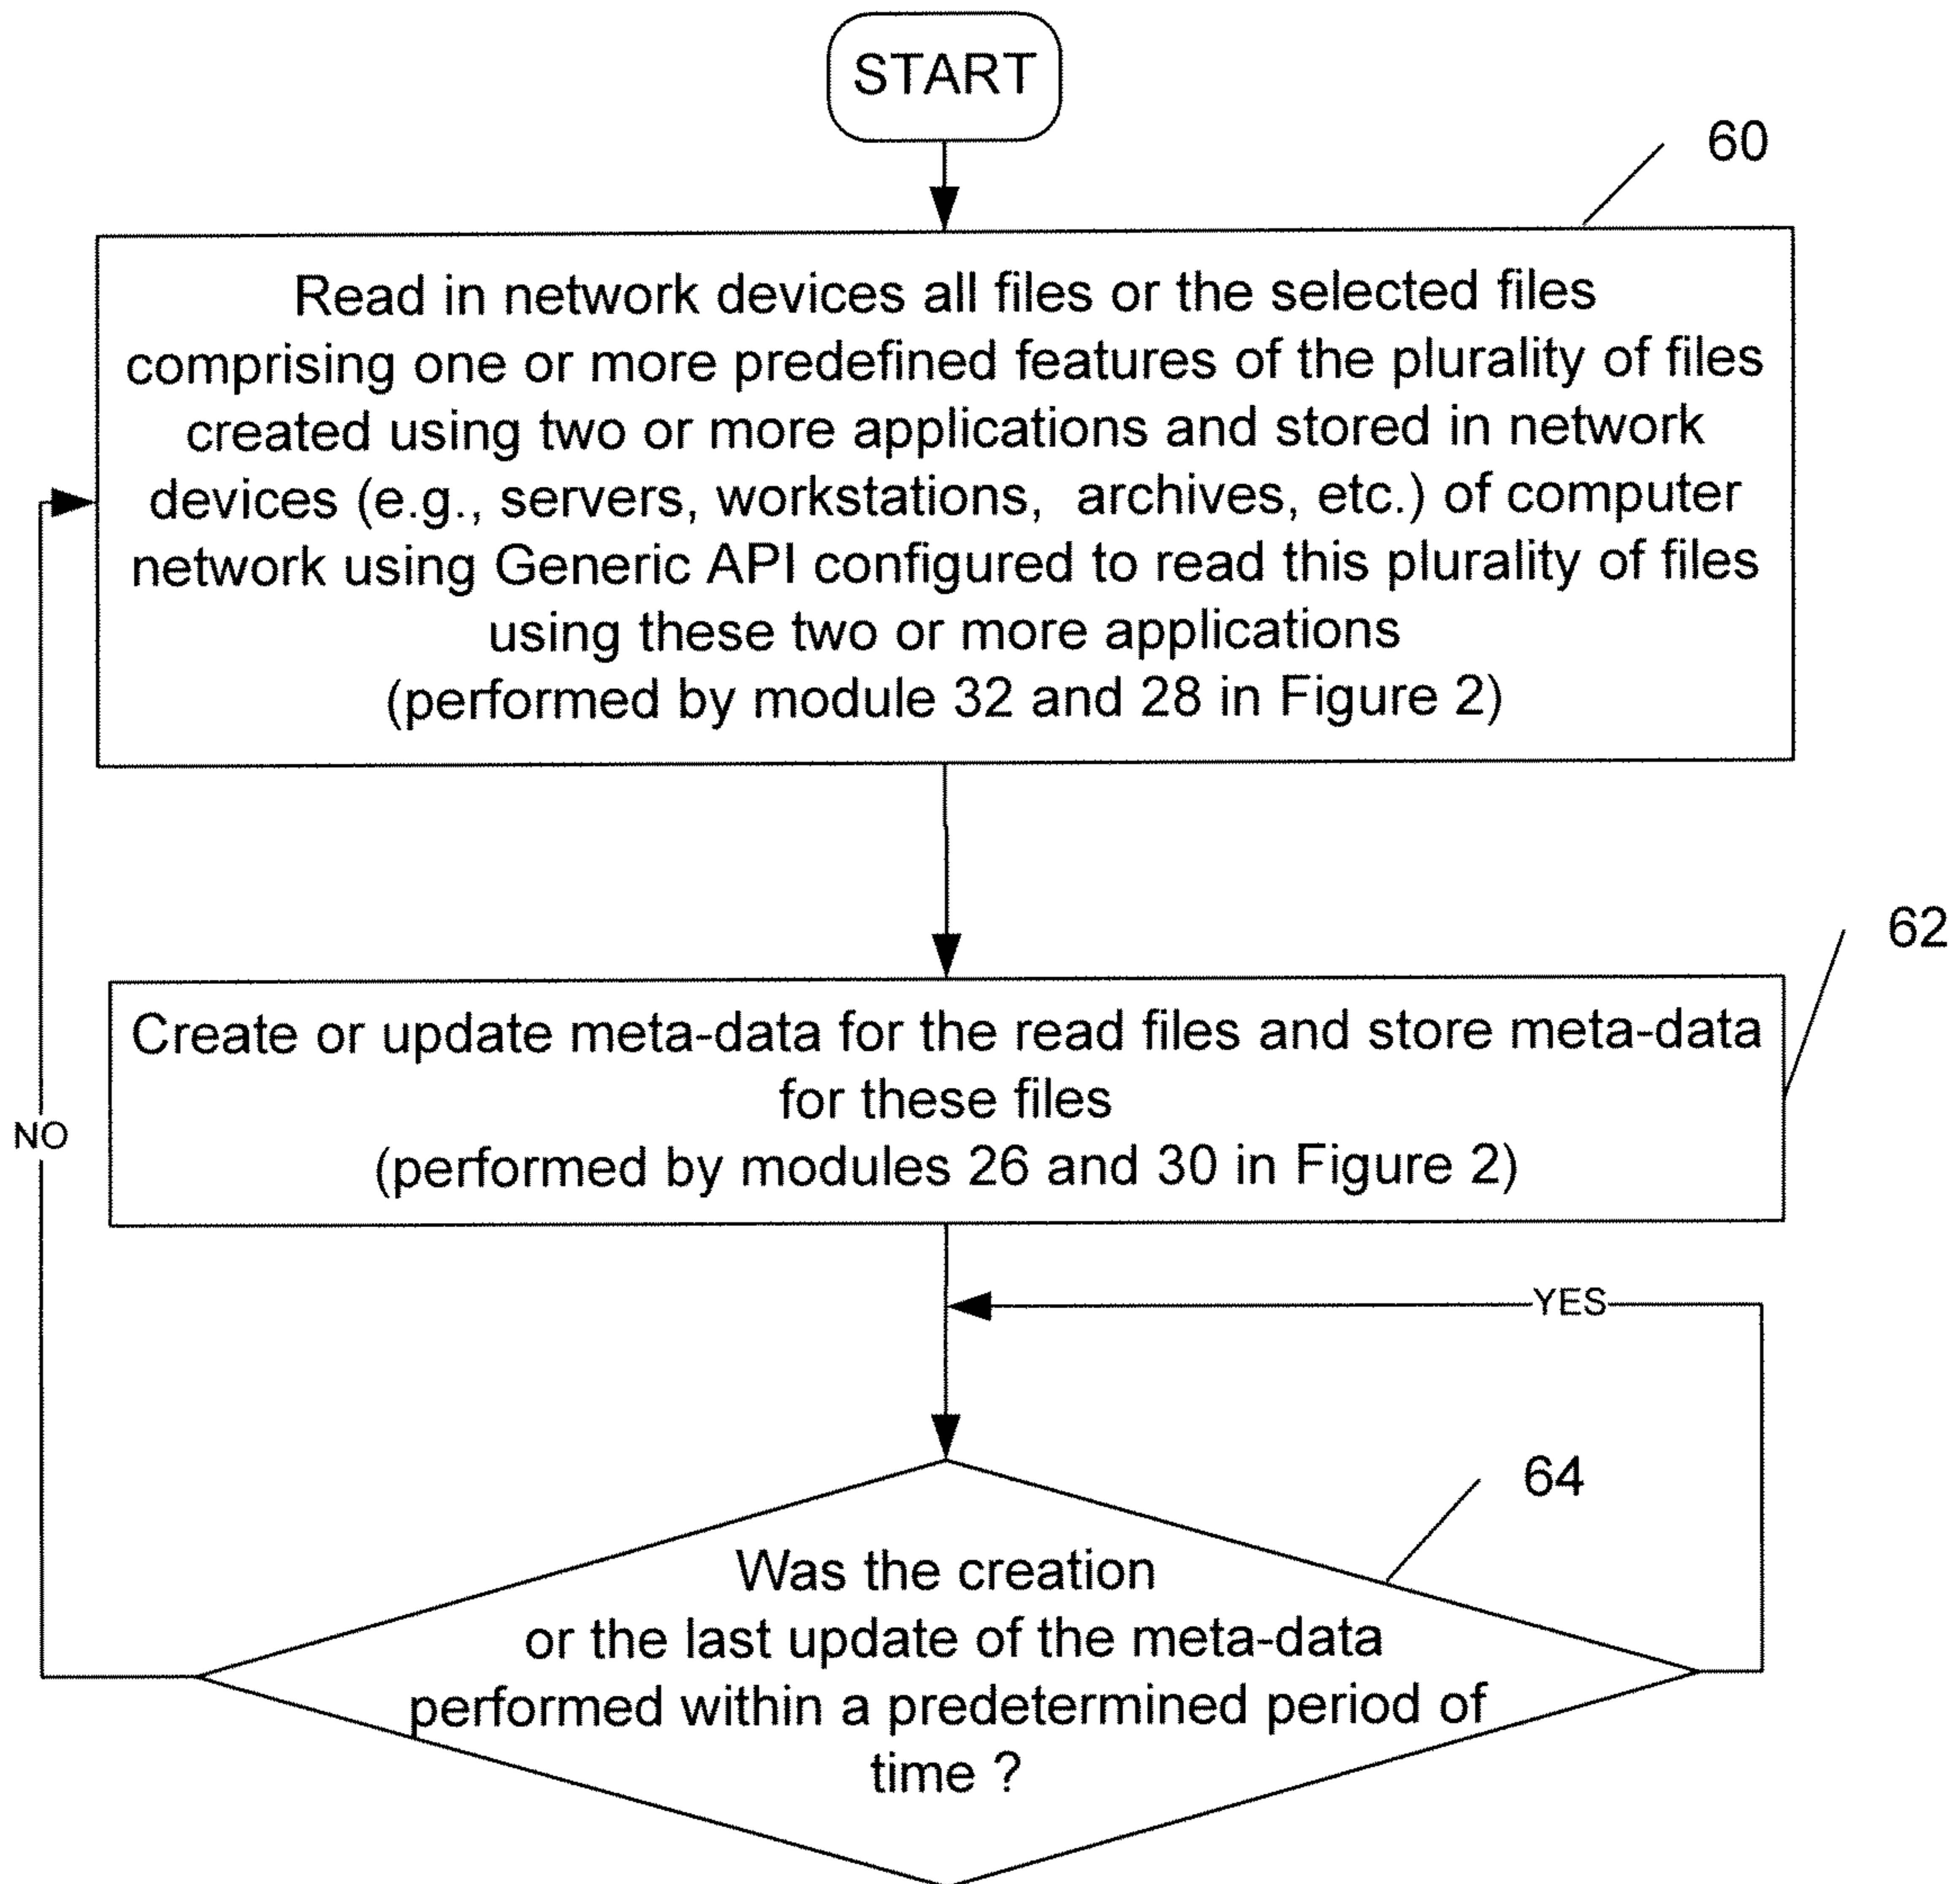 START
60
Read in network devices all files or the selected files
comprising one or more predefined features of the plurality of files
created using two or more applications and stored in network
devices (e.g., servers, workstations, archives, etc.) of computer
network using Generic API configured to read this plurality of files
using these two or more applications
(performed by module 32 and 28 in Figure 2)
62
Create or update meta-data for the read files and store meta-data
for these files
(performed by modules 26 and 30 in Figure 2)
NO
YES
64
Was the creation
or the last update of the meta-data
performed within a predetermined period of
time ?